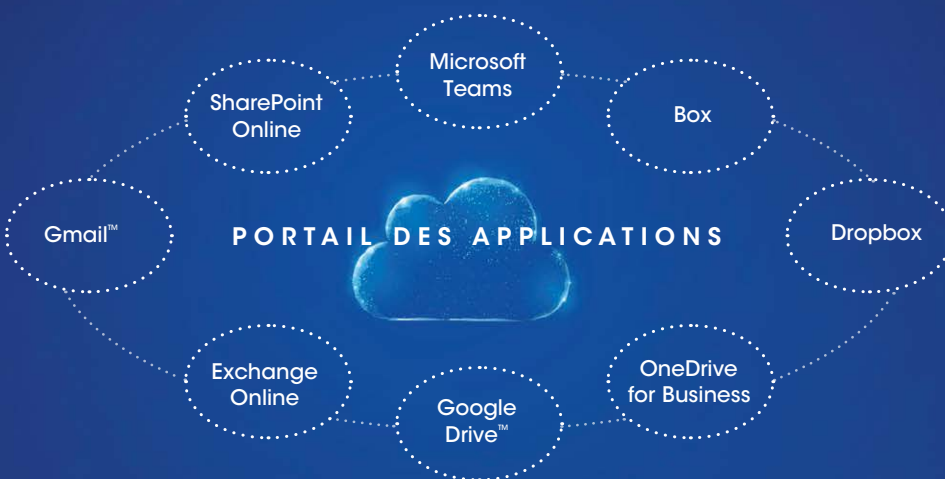 Microsoft
Teams
SharePoint
Online
Box
Gmail™
PORTAIL DES APPLICATIONS
Dropbox
Exchange
Online
OneDrive
for Business
Google
Drive™